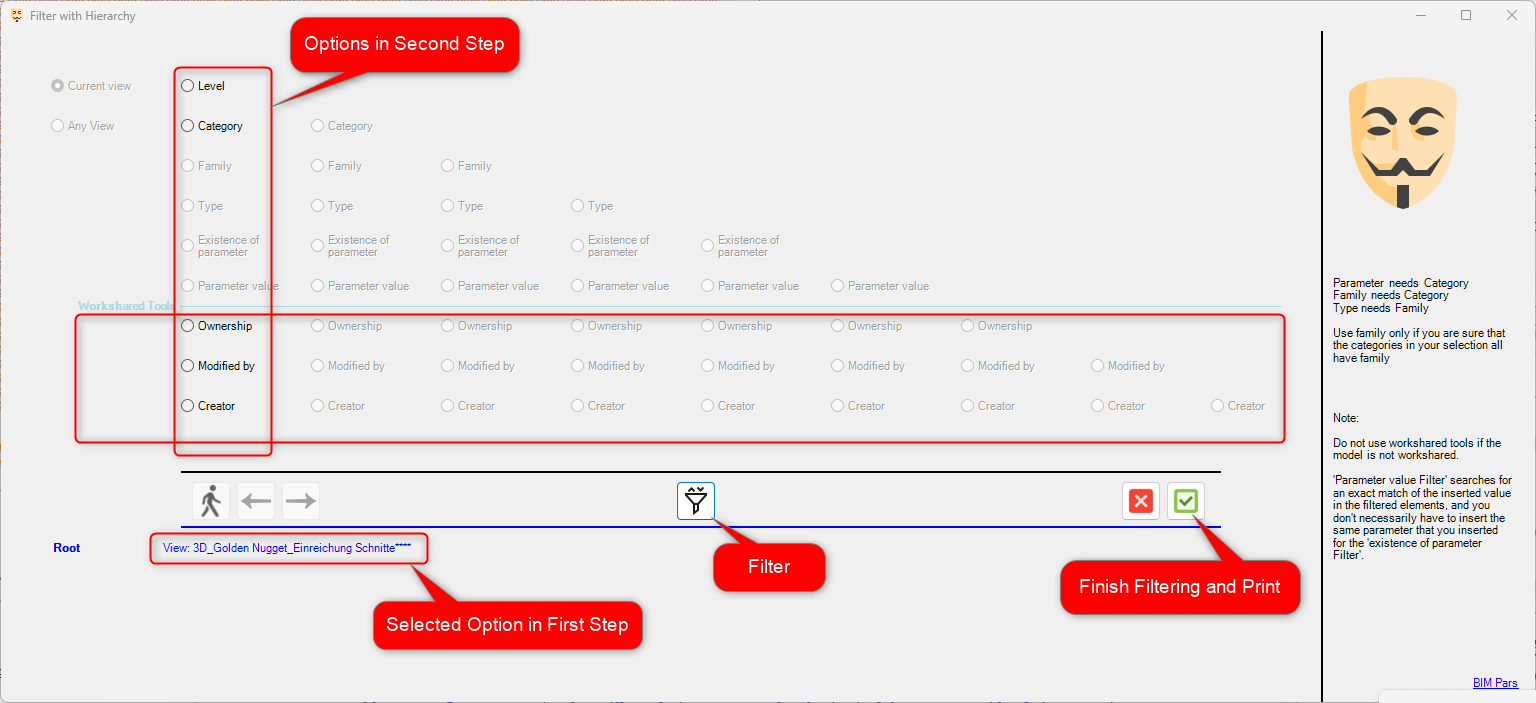 Filter with Hierarchy
Options in Second Step
Current view
Level
Any View
Category
Category
Family
Family
Family
Type
Type
Type
Type
Existence of
parameter
Existence of
parameter
Existence of
parameter
Existence of
parameter
Existence of
parameter
Parameter value
Parameter value
Parameter value
Parameter value
Parameter value
Parameter value
Workshared Tools
Ownership
Ownership
Ownership
Ownership
Ownership
Ownership
Ownership
Modified by
Modified by
Modified by
Modified by
Modified by
Modified by
Modified by
Modified by
Creator
Creator
Creator
Creator
Creator
Creator
Creator
Creator
Creator
Root
View: 3D_Golden Nugget_Einreichung Schnitte****
Filter
Finish Filtering and Print
Selected Option in First Step
Parameter needs Category
Family needs Category
Type needs Family
Use family only if you are sure that
the categories in your selection all
have family
Note:
Do not use workshared tools if the
model is not workshared.
'Parameter value Filter' searches for
an exact match of the inserted value
in the filtered elements, and you
don't necessarily have to insert the
same parameter that you inserted
for the 'existence of parameter
Filter'.
BIM Pars